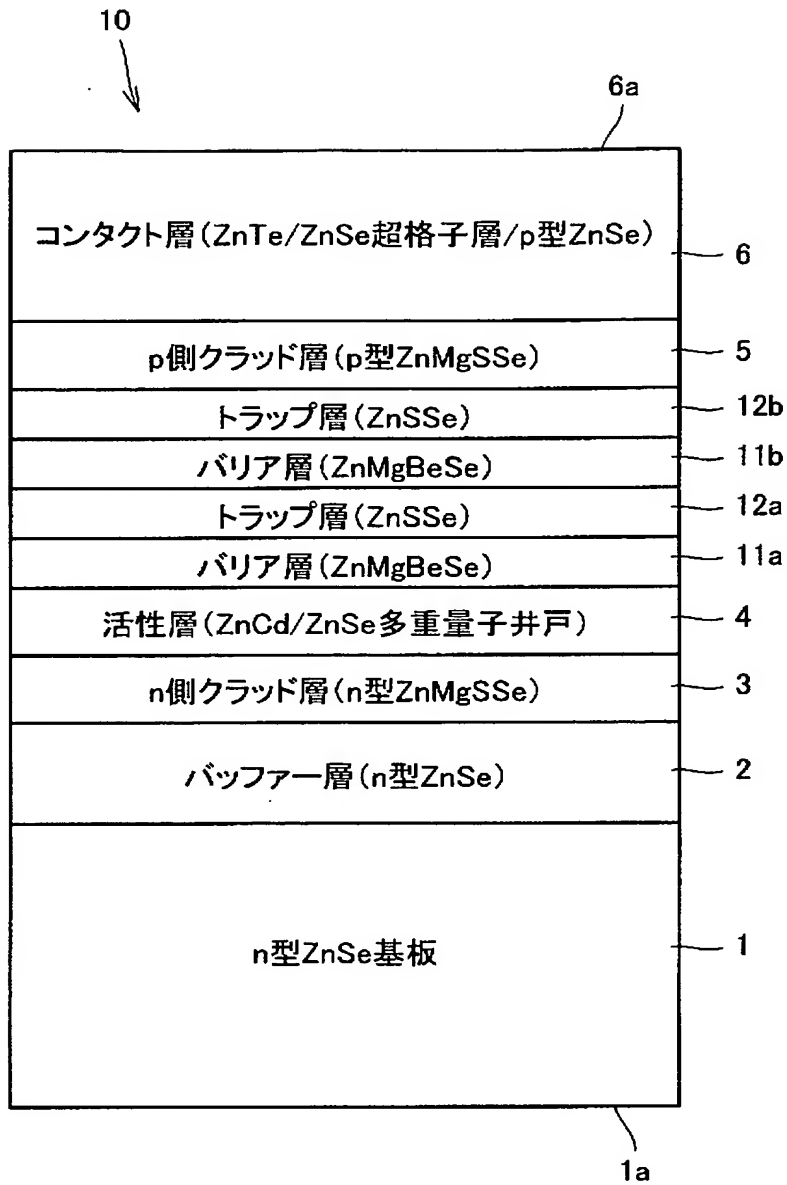 10
6a
コンタクト層(ZnTe/ZnSe超格子層/p型ZnSe)
6
p側クラッド層(p型ZnMgSSe)
5
トラップ層(ZnSSe)
12b
バリア層(ZnMgBeSe)
11b
トラップ層(ZnSSe)
12a
バリア層(ZnMgBeSe)
11a
活性層(ZnCd/ZnSe多重量子井戸)
4
n側クラッド層(n型ZnMgSSe)
3
バッファー層(n型ZnSe)
2
n型ZnSe基板
1
1a